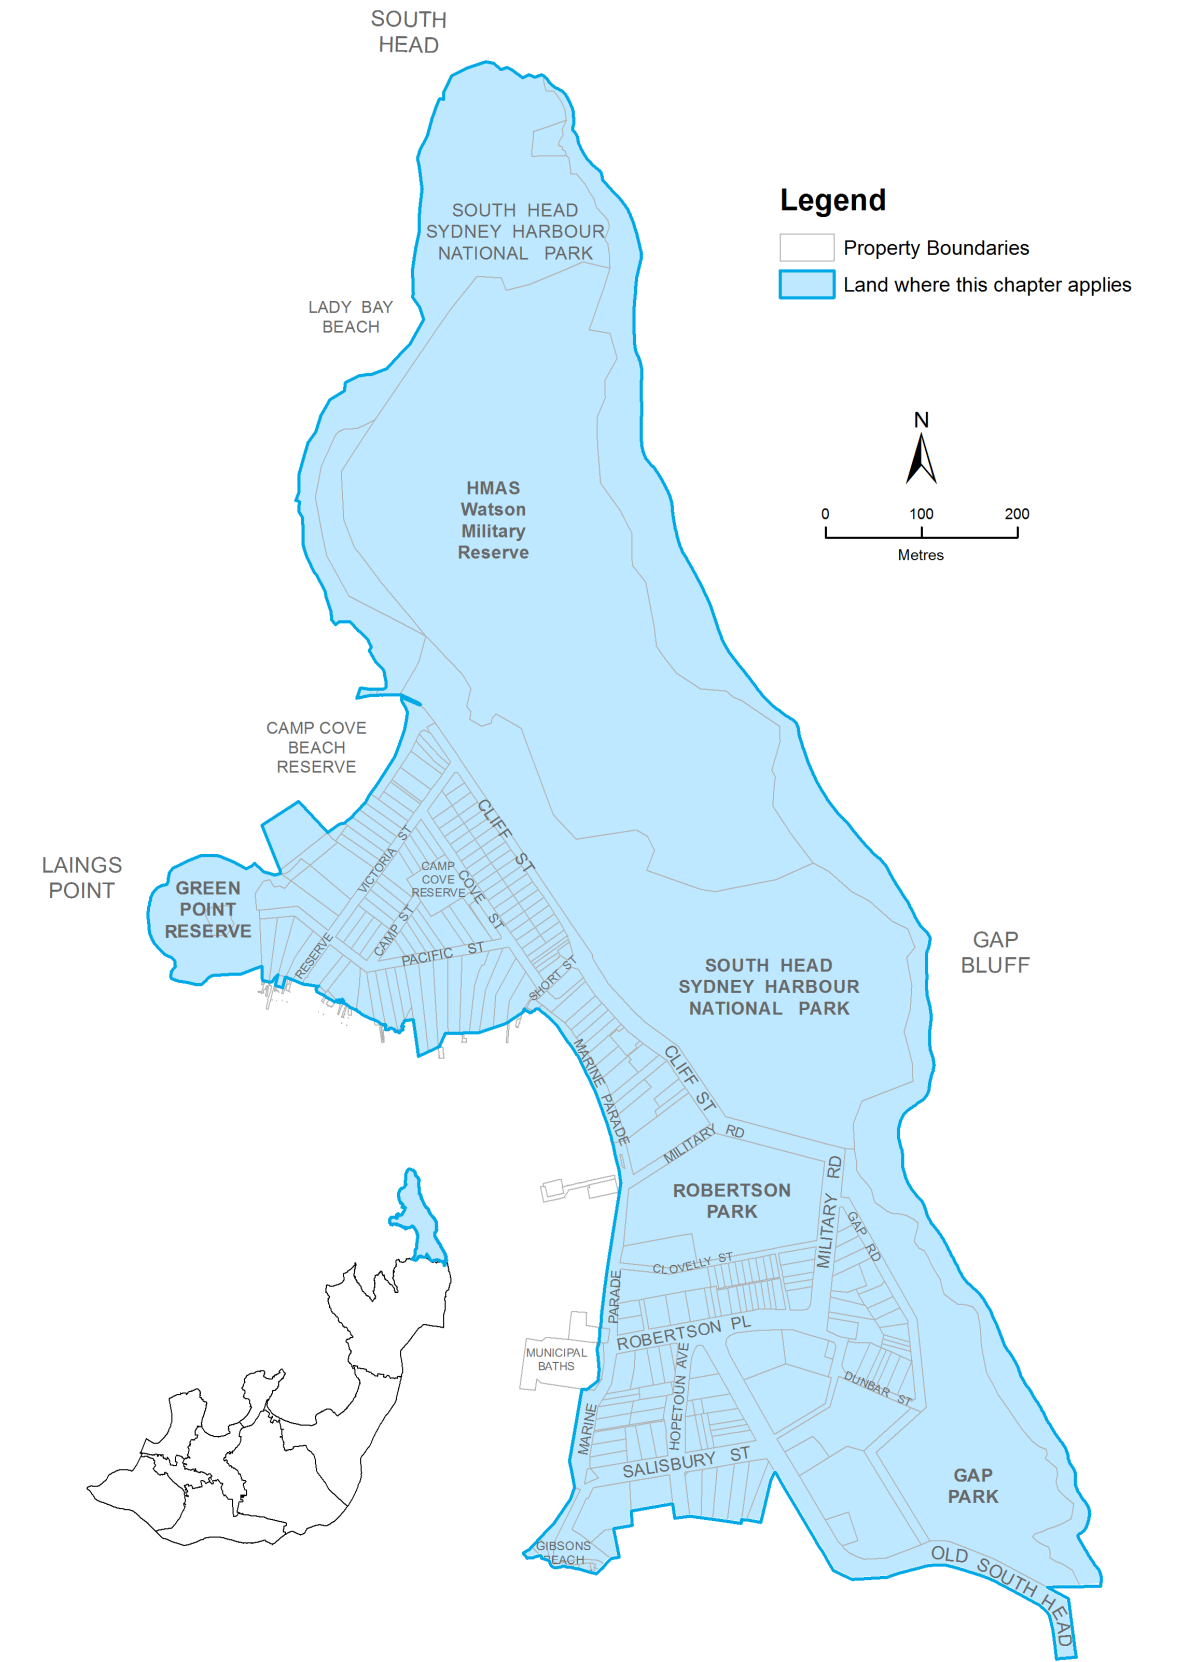 SOUTH
HEAD
SOUTH HEAD
SYDNEY HARBOUR
NATIONAL PARK
Legend
Property Boundaries
Land where this chapter applies
LADY BAY
BEACH
N
0 100 200
Metres
HMAS
Watson
Military
Reserve
CAMP COVE
BEACH
RESERVE
CLIFF ST
VICTORIA ST
CAMP
COVE
RESERVE
COVE ST
LAINGS
POINT
GREEN
POINT
RESERVE
CAMP ST
RESERVE
PACIFIC ST
SHORT ST
GAP
BLUFF
SOUTH HEAD
SYDNEY HARBOUR
NATIONAL PARK
MARINE PARADE
CLIFF ST
MILITARY RD
ROBERTSON
PARK
MILITARY RD
GAP RD
CLOVELLY ST
MARINE PARADE
ROBERTSON PL
MUNICIPAL
BATHS
HOPETOUN AVE
DUNBAR ST
SALISBURY ST
GAP
PARK
GIBSONS
BEACH
OLD SOUTH HEAD